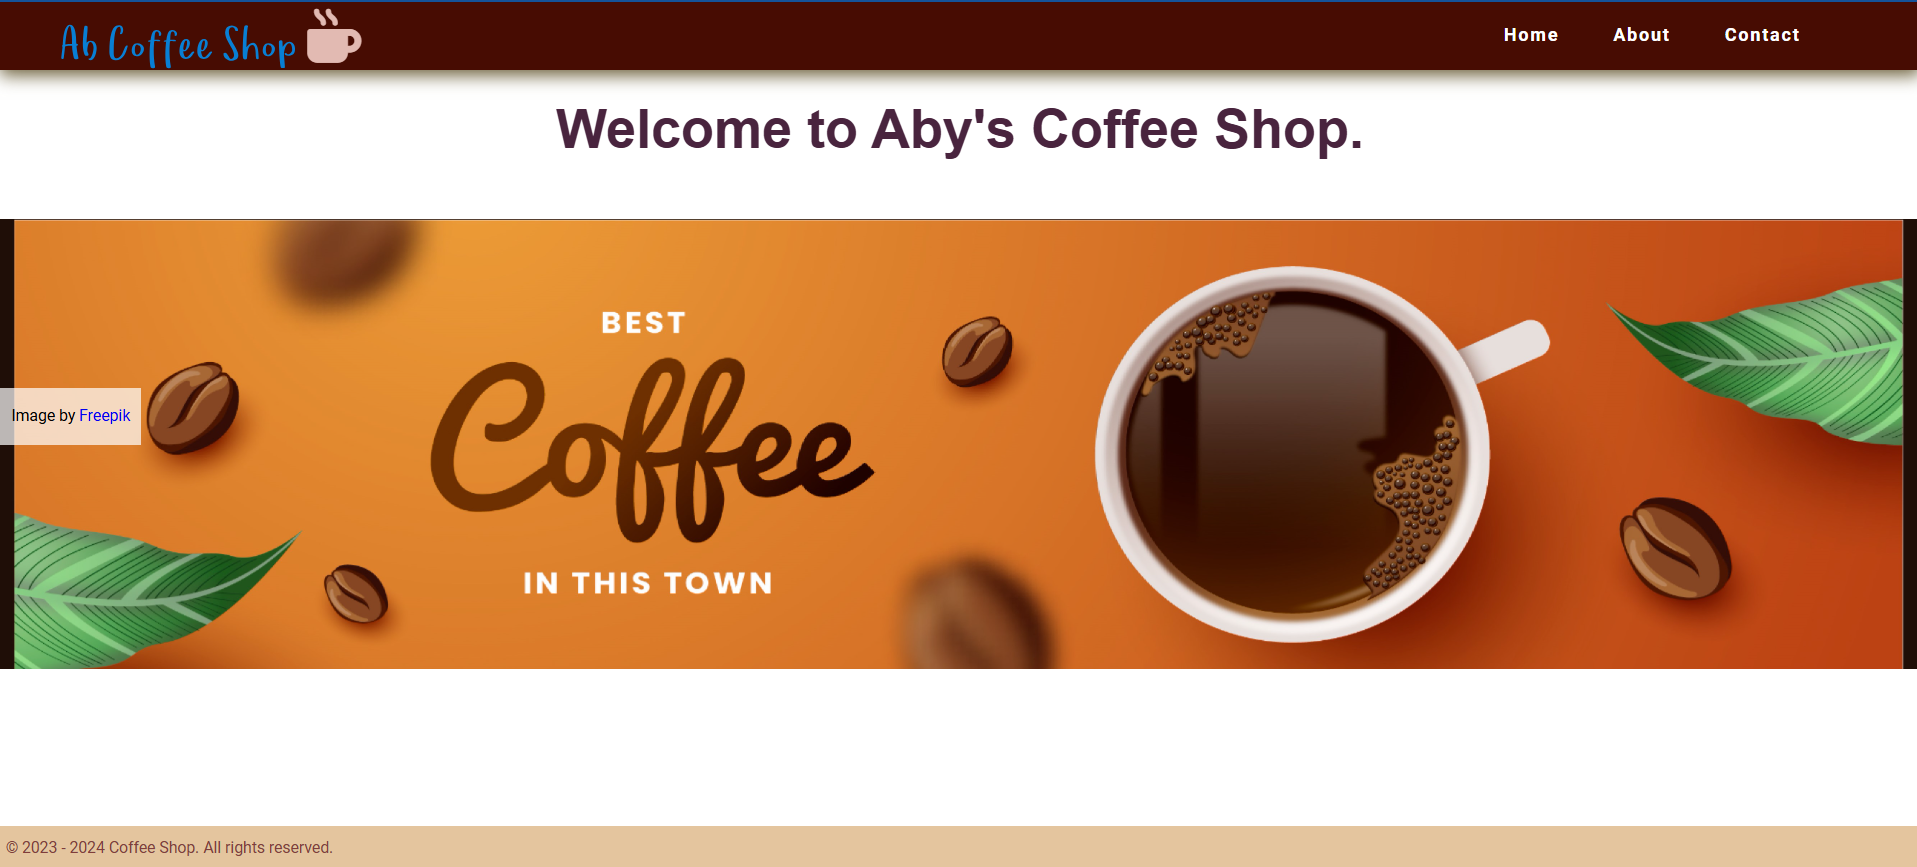 Ab Coffee Shop
Home About Contact
Welcome to Aby's Coffee Shop.
BEST
Coffee
IN THIS TOWN
Image by Freepik
© 2023 - 2024 Coffee Shop. All rights reserved.